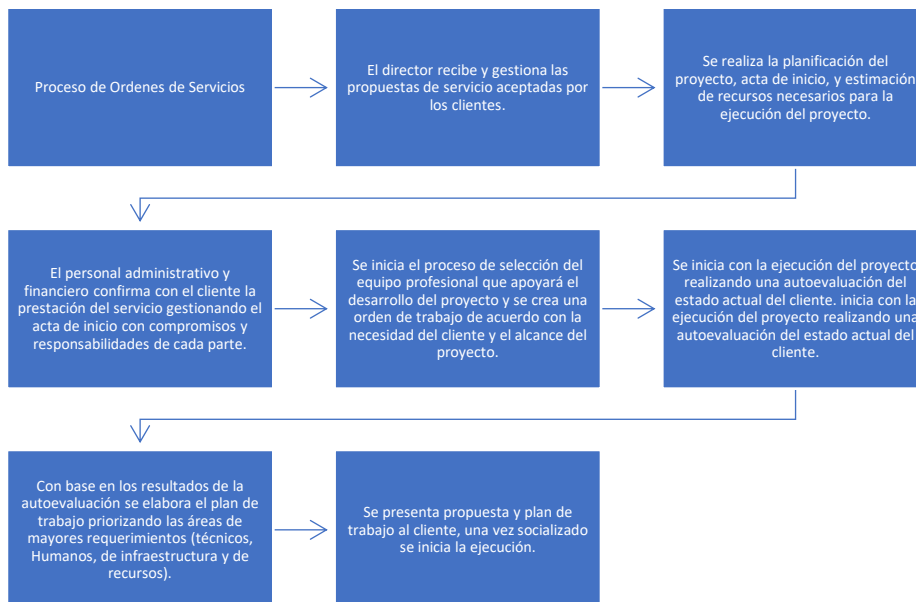 Proceso de Ordenes de Servicios
El director recibe y gestiona las
propuestas de servicio aceptadas por
los clientes.
Se realiza la planificación del
proyecto, acta de inicio, y estimación
de recursos necesarios para la
ejecución del proyecto.
El personal administrativo y
financiero confirma con el cliente la
prestación del servicio gestionando el
acta de inicio con compromisos y
responsabilidades de cada parte.
Se inicia el proceso de selección del
equipo profesional que apoyará el
desarrollo del proyecto y se crea una
orden de trabajo de acuerdo con la
necesidad del cliente y el alcance del
proyecto.
Se inicia con la ejecución del proyecto
realizando una autoevaluación del
estado actual del cliente. inicia con la
ejecución del proyecto realizando una
autoevaluación del estado actual del
cliente.
Con base en los resultados de la
autoevaluación se elabora el plan de
trabajo priorizando las áreas de
mayores requerimientos (técnicos,
Humanos, de infraestructura y de
recursos).
Se presenta propuesta y plan de
trabajo al cliente, una vez socializado
se inicia la ejecución.